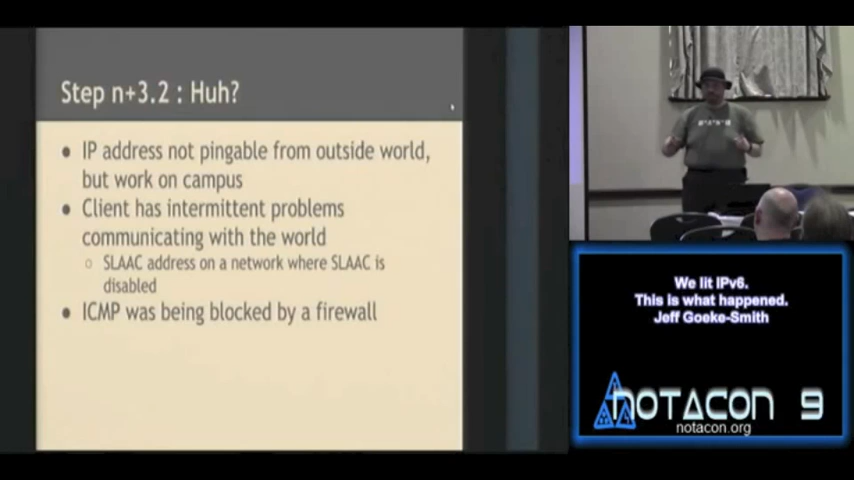 Step n+3.2 : Huh?
● IP address not pingable from outside world,
but work on campus
● Client has intermittent problems
communicating with the world
○ SLAAC address on a network where SLAAC is
disabled
● ICMP was being blocked by a firewall
We lit IPv6.
This is what happened.
Jeff Goeke-Smith
NOTACON 9
notacon.org